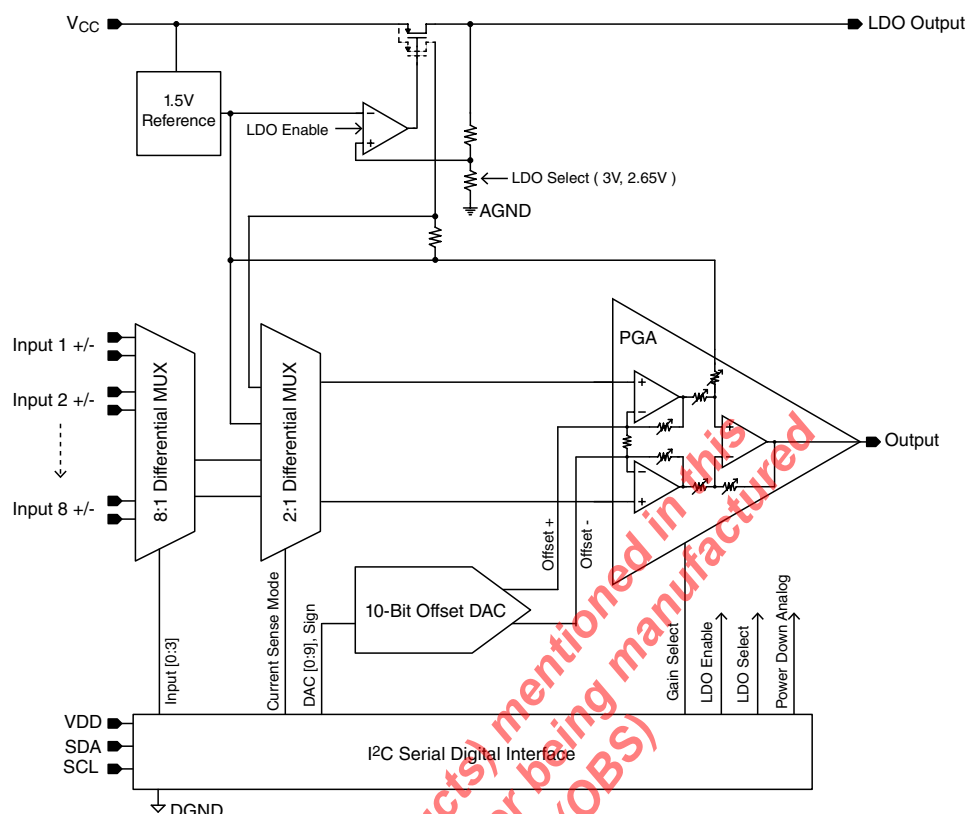 VCC
LDO Output
1.5V
Reference
LDO Enable
−
+
LDO Select ( 3V, 2.65V )
AGND
PGA
Input 1 +/-
Input 2 +/-
Input 8 +/-
8:1 Differential MUX
2:1 Differential MUX
+
−
−
+
+
−
Output
Offset +
Offset -
10-Bit Offset DAC
Input [0:3]
Current Sense Mode
DAC [0:9], Sign
Gain Select
LDO Enable
LDO Select
Power Down Analog
VDD
SDA
SCL
I²C Serial Digital Interface
DGND
cts) mentioned in this
r being manufactured
(OBS)